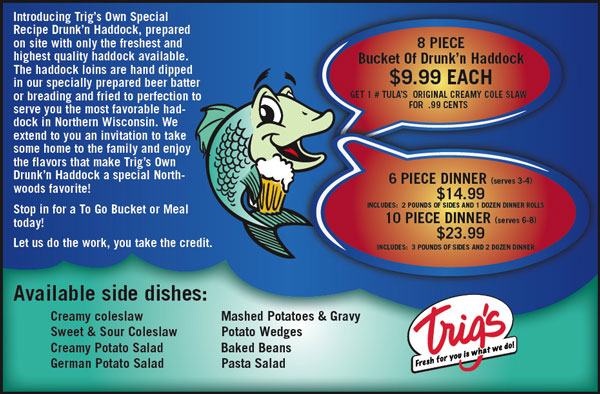 Introducing Trig's Own Special
Recipe Drunk'n Haddock, prepared
on site with only the freshest and
highest quality haddock available.
The haddock loins are hand dipped
in our specially prepared beer batter
or breading and fried to perfection to
serve you the most favorable had-
dock in Northern Wisconsin. We
extend to you an invitation to take
some home to the family and enjoy
the flavors that make Trig's Own
Drunk'n Haddock a special North-
woods favorite!
Stop in for a To Go Bucket or Meal
today!
Let us do the work, you take the credit.
8 PIECE
Bucket Of Drunk'n Haddock
$9.99 EACH
GET 1 # TULA'S ORIGINAL CREAMY COLE SLAW
FOR .99 CENTS
6 PIECE DINNER (serves 3-4)
$14.99
INCLUDES: 2 POUNDS OF SIDES AND 1 DOZEN DINNER ROLLS
10 PIECE DINNER (serves 6-8)
$23.99
INCLUDES: 3 POUNDS OF SIDES AND 2 DOZEN DINNER
Available side dishes:
Creamy coleslaw
Sweet & Sour Coleslaw
Creamy Potato Salad
German Potato Salad
Mashed Potatoes & Gravy
Potato Wedges
Baked Beans
Pasta Salad
Trig's
Fresh for you is what we do!